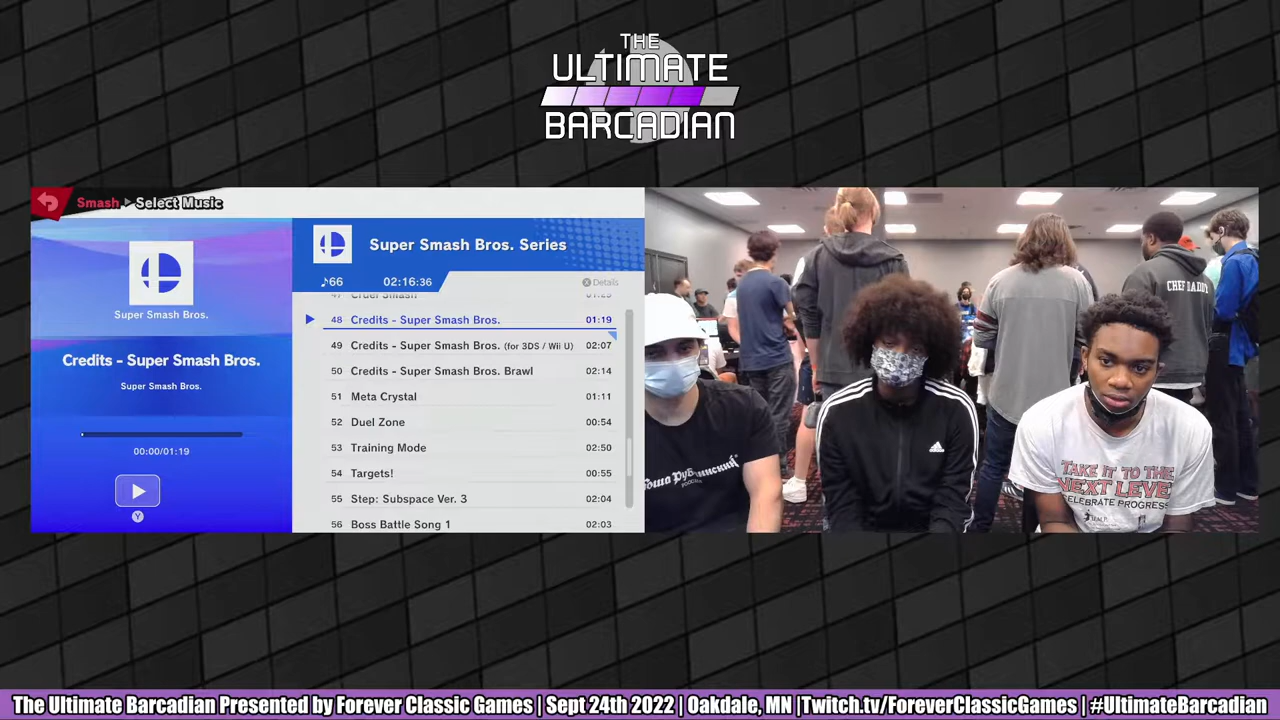 THE
ULTIMATE
BARCADIAN
Smash ▶ Select Music
Super Smash Bros.
Credits - Super Smash Bros.
Super Smash Bros.
00:00/01:19
Y
Super Smash Bros. Series
♪66 02:16:36 X Details
47 Cruel Smash 01:25
48 Credits - Super Smash Bros. 01:19
49 Credits - Super Smash Bros. (for 3DS / Wii U) 02:07
50 Credits - Super Smash Bros. Brawl 02:14
51 Meta Crystal 01:11
52 Duel Zone 00:54
53 Training Mode 02:50
54 Targets! 00:55
55 Step: Subspace Ver. 3 02:04
56 Boss Battle Song 1 02:03
CHEF DADDY
adidas
TAKE IT TO THE
NEXT LEVEL
CELEBRATE PROGRESS
The Ultimate Barcadian Presented by Forever Classic Games | Sept 24th 2022 | Oakdale, MN |Twitch.tv/ForeverClassicGames | #UltimateBarcadian